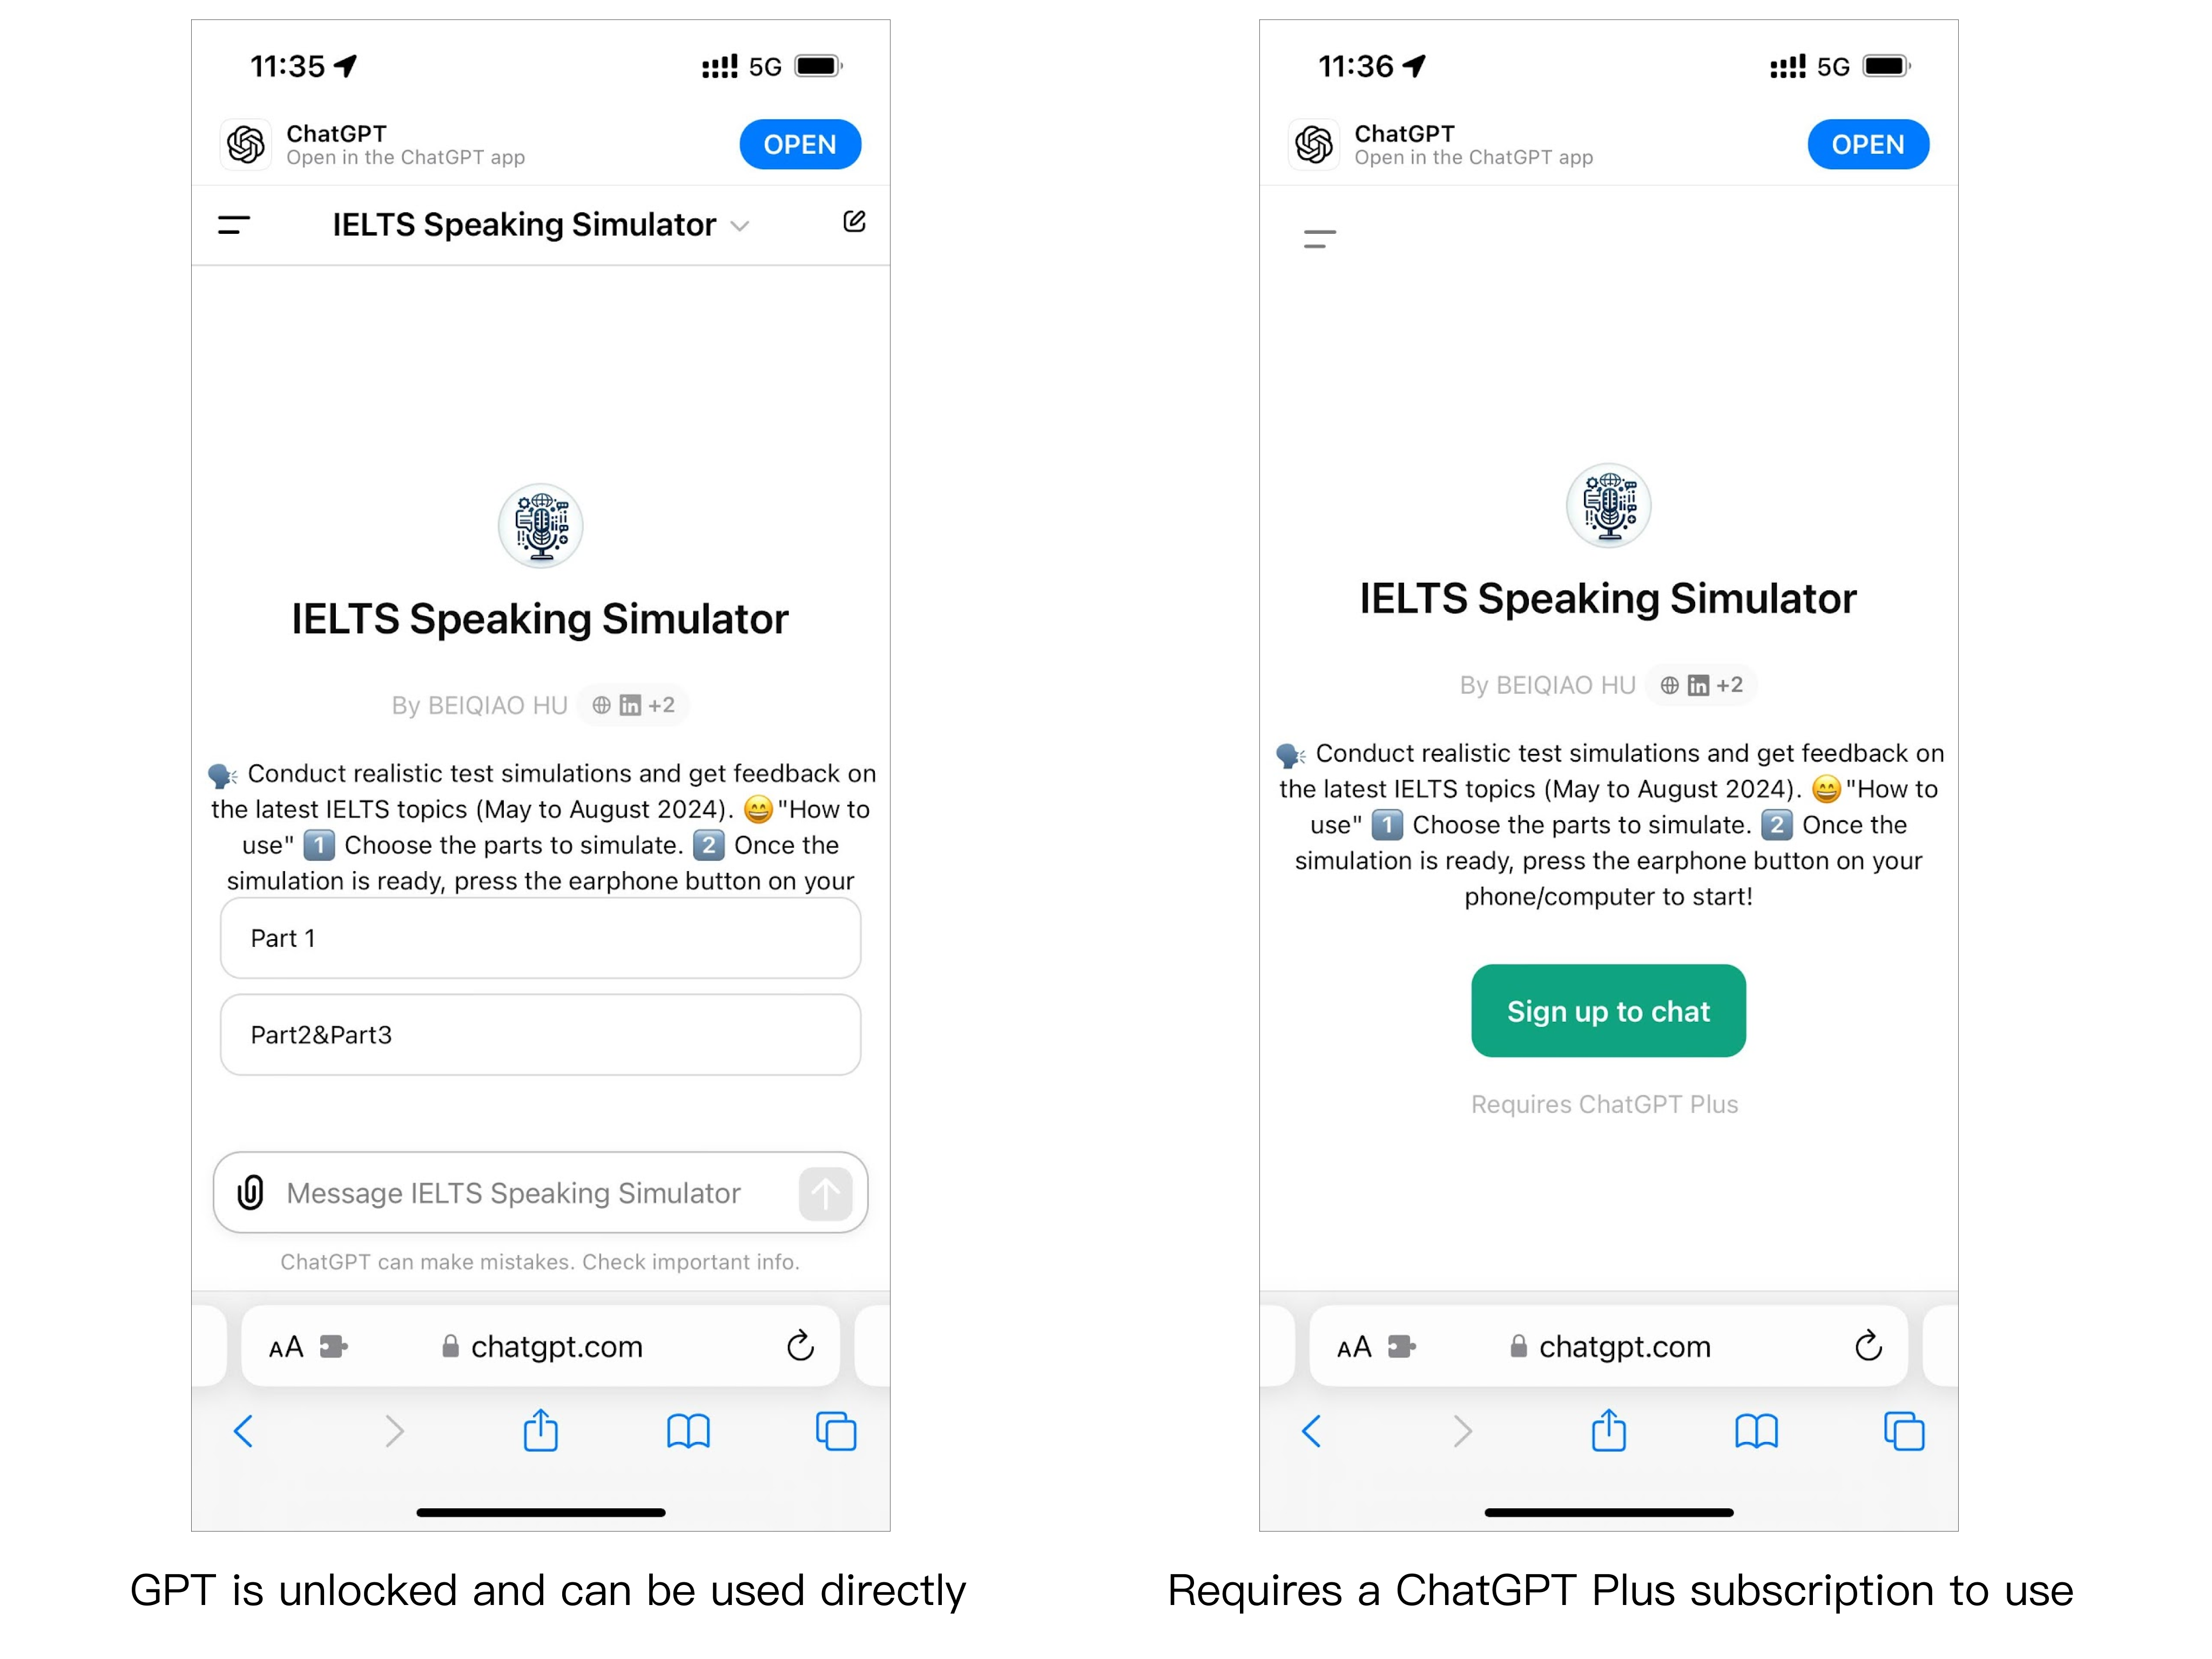 11:35
5G
ChatGPT
Open in the ChatGPT app
OPEN
IELTS Speaking Simulator
IELTS Speaking Simulator
By BEIQIAO HU in +2
🗣️ Conduct realistic test simulations and get feedback on
the latest IELTS topics (May to August 2024). 😄 "How to
use" 1️⃣ Choose the parts to simulate. 2️⃣ Once the
simulation is ready, press the earphone button on your
Part 1
Part2&Part3
Message IELTS Speaking Simulator
ChatGPT can make mistakes. Check important info.
AA chatgpt.com
GPT is unlocked and can be used directly
11:36
5G
ChatGPT
Open in the ChatGPT app
OPEN
IELTS Speaking Simulator
By BEIQIAO HU in +2
🗣️ Conduct realistic test simulations and get feedback on
the latest IELTS topics (May to August 2024). 😄 "How to
use" 1️⃣ Choose the parts to simulate. 2️⃣ Once the
simulation is ready, press the earphone button on your
phone/computer to start!
Sign up to chat
Requires ChatGPT Plus
AA chatgpt.com
Requires a ChatGPT Plus subscription to use